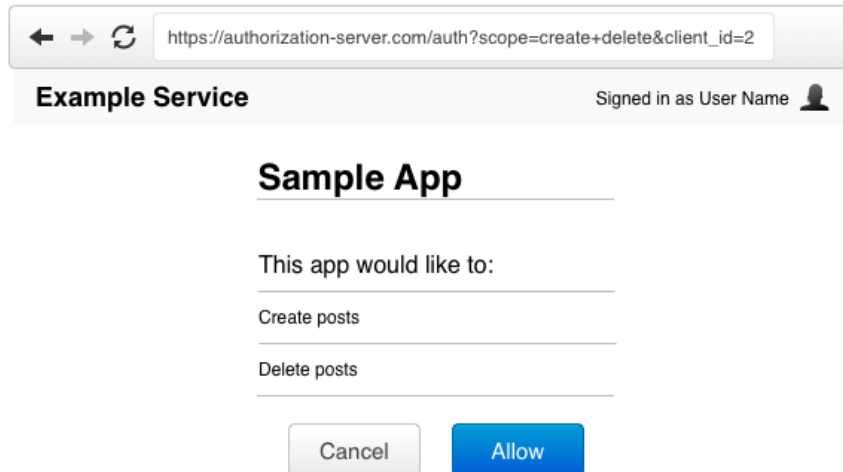 https://authorization-server.com/auth?scope=create+delete&client_id=2
Example Service
Signed in as User Name
Sample App
This app would like to:
Create posts
Delete posts
Cancel
Allow